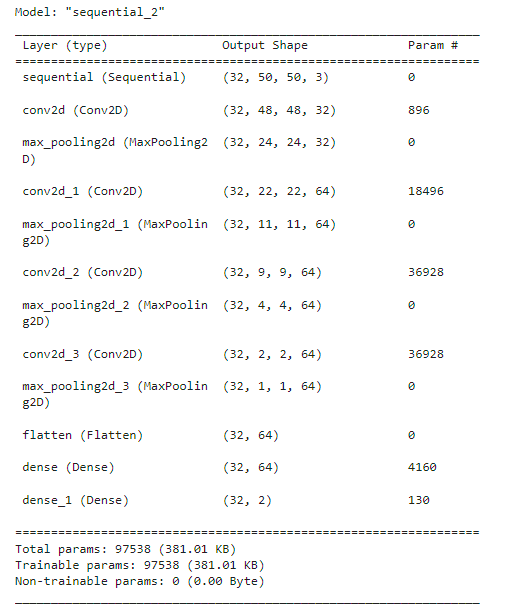 Model: "sequential_2"
_________________________________________________________________
Layer (type) Output Shape Param #
=================================================================
sequential (Sequential) (32, 50, 50, 3) 0
conv2d (Conv2D) (32, 48, 48, 32) 896
max_pooling2d (MaxPooling2 (32, 24, 24, 32) 0
D)
conv2d_1 (Conv2D) (32, 22, 22, 64) 18496
max_pooling2d_1 (MaxPoolin (32, 11, 11, 64) 0
g2D)
conv2d_2 (Conv2D) (32, 9, 9, 64) 36928
max_pooling2d_2 (MaxPoolin (32, 4, 4, 64) 0
g2D)
conv2d_3 (Conv2D) (32, 2, 2, 64) 36928
max_pooling2d_3 (MaxPoolin (32, 1, 1, 64) 0
g2D)
flatten (Flatten) (32, 64) 0
dense (Dense) (32, 64) 4160
dense_1 (Dense) (32, 2) 130
=================================================================
Total params: 97538 (381.01 KB)
Trainable params: 97538 (381.01 KB)
Non-trainable params: 0 (0.00 Byte)
_________________________________________________________________